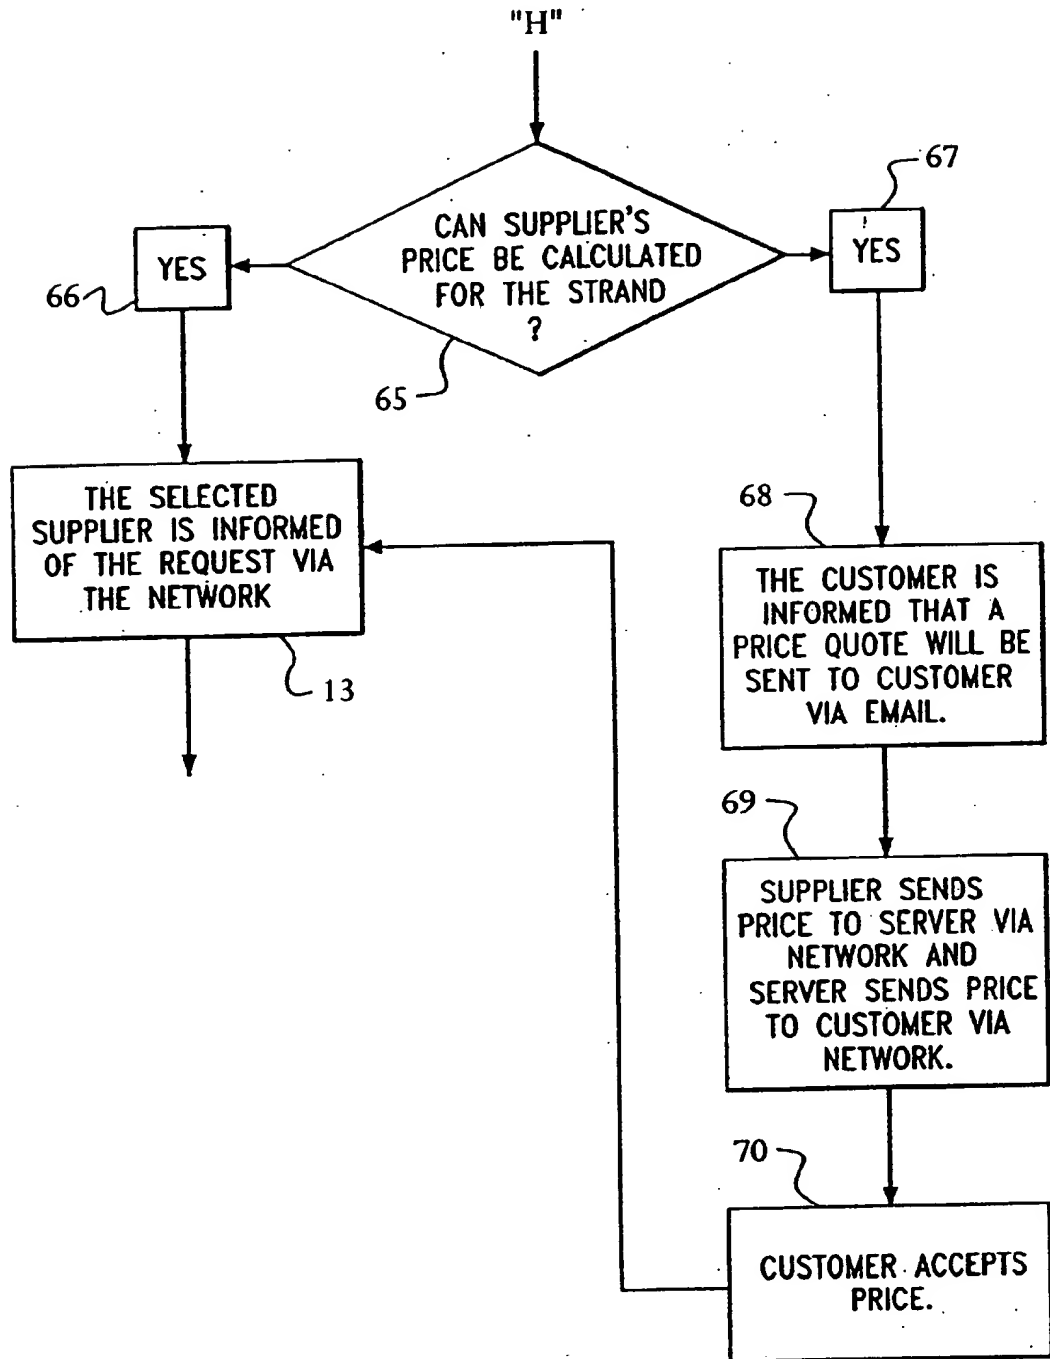 "H"
CAN SUPPLIER'S
PRICE BE CALCULATED
FOR THE STRAND
?
65
YES
66
YES
67
THE SELECTED
SUPPLIER IS INFORMED
OF THE REQUEST VIA
THE NETWORK
13
68
THE CUSTOMER IS
INFORMED THAT A
PRICE QUOTE WILL BE
SENT TO CUSTOMER
VIA EMAIL.
69
SUPPLIER SENDS
PRICE TO SERVER VIA
NETWORK AND
SERVER SENDS PRICE
TO CUSTOMER VIA
NETWORK.
70
CUSTOMER ACCEPTS
PRICE.